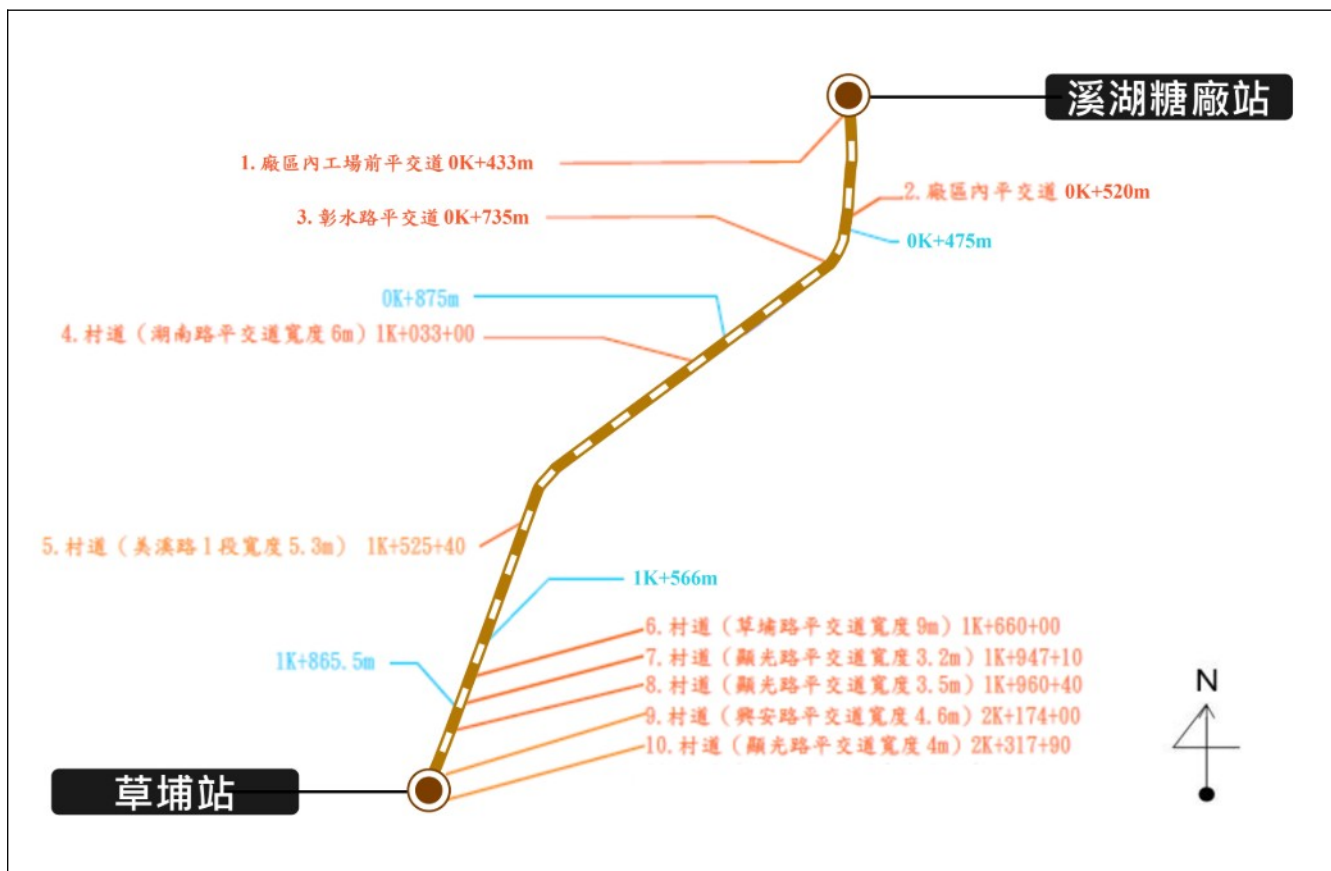 溪湖糖廠站
1. 廠區內工場前平交道 0K+433m
2. 廠區內平交道 0K+520m
3. 彰水路平交道 0K+735m
0K+475m
0K+875m
4. 村道（湖南路平交道寬度 6m）1K+033+00
5. 村道（美溪路 1 段寬度 5.3m） 1K+525+40
1K+566m
6. 村道（草埔路平交道寬度 9m）1K+660+00
1K+865.5m
7. 村道（顯光路平交道寬度 3.2m）1K+947+10
8. 村道（顯光路平交道寬度 3.5m）1K+960+40
9. 村道（興安路平交道寬度 4.6m）2K+174+00
10. 村道（顯光路平交道寬度 4m）2K+317+90
N
草埔站